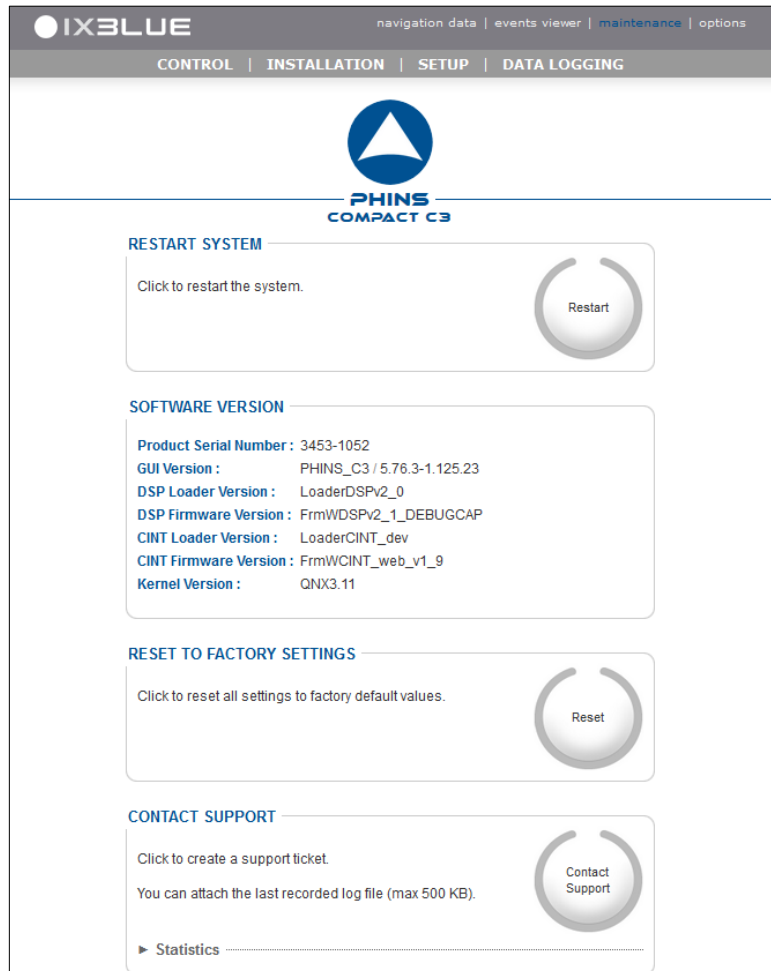 IXBLUE
navigation data | events viewer | maintenance | options
CONTROL | INSTALLATION | SETUP | DATA LOGGING
PHINS
COMPACT C3
RESTART SYSTEM
Click to restart the system.
Restart
SOFTWARE VERSION
Product Serial Number : 3453-1052
GUI Version : PHINS_C3 / 5.76.3-1.125.23
DSP Loader Version : LoaderDSPv2_0
DSP Firmware Version : FrmWDSPv2_1_DEBUGCAP
CINT Loader Version : LoaderCINT_dev
CINT Firmware Version : FrmWCINT_web_v1_9
Kernel Version : QNX3.11
RESET TO FACTORY SETTINGS
Click to reset all settings to factory default values.
Reset
CONTACT SUPPORT
Click to create a support ticket.
You can attach the last recorded log file (max 500 KB).
Contact
Support
► Statistics